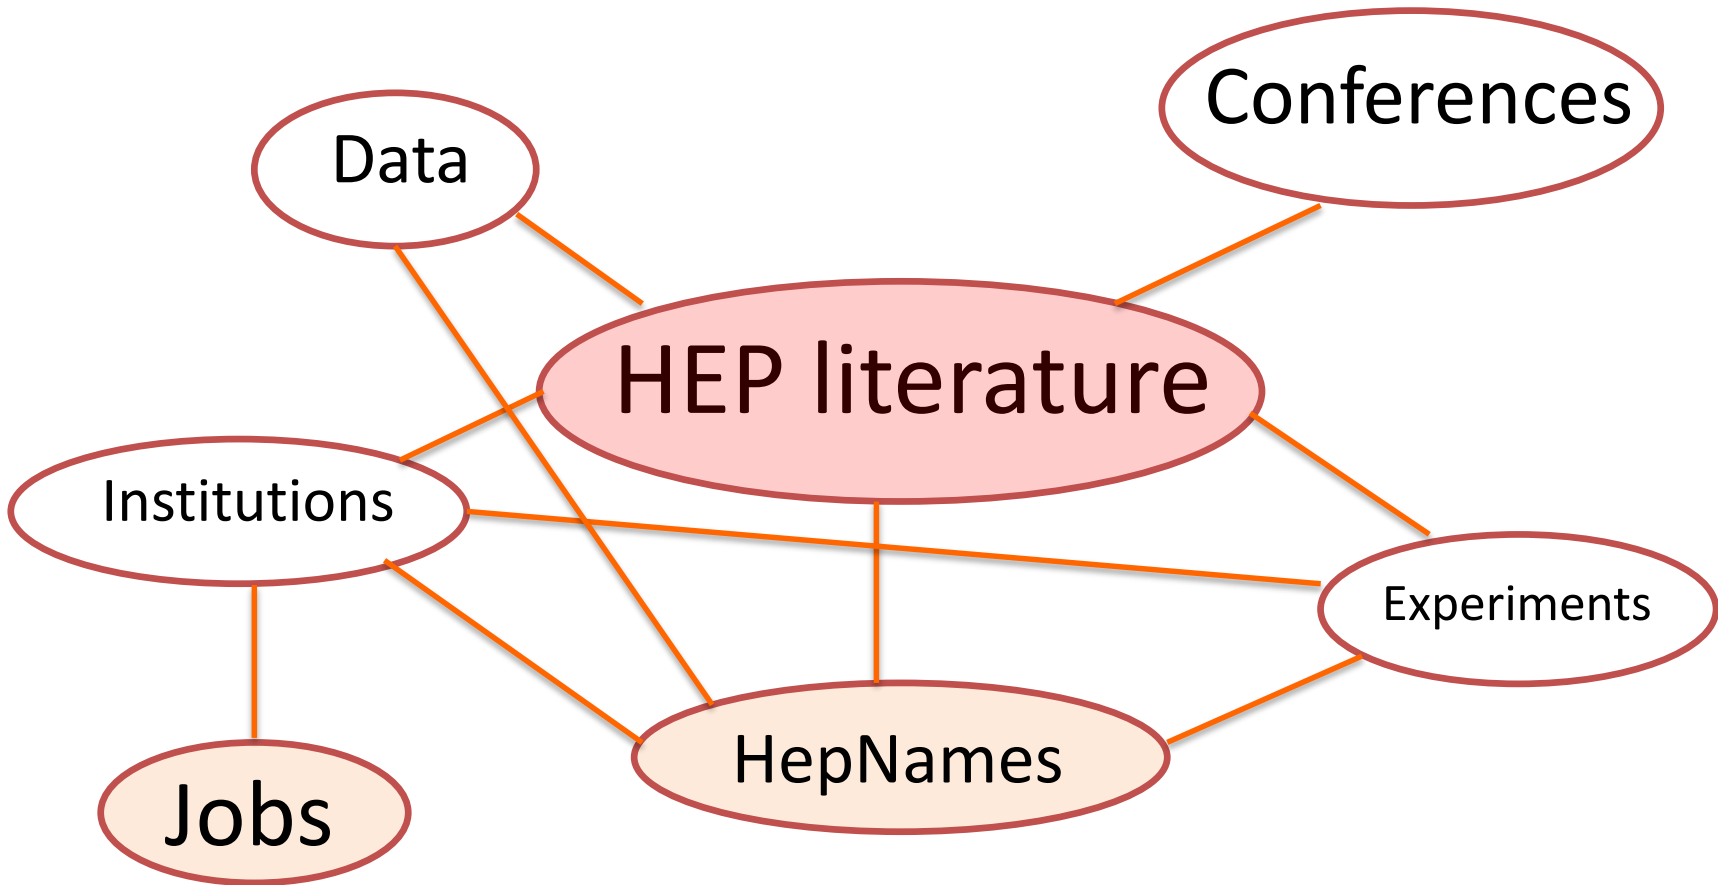 Conferences
Data
HEP literature
Institutions
Experiments
HepNames
Jobs